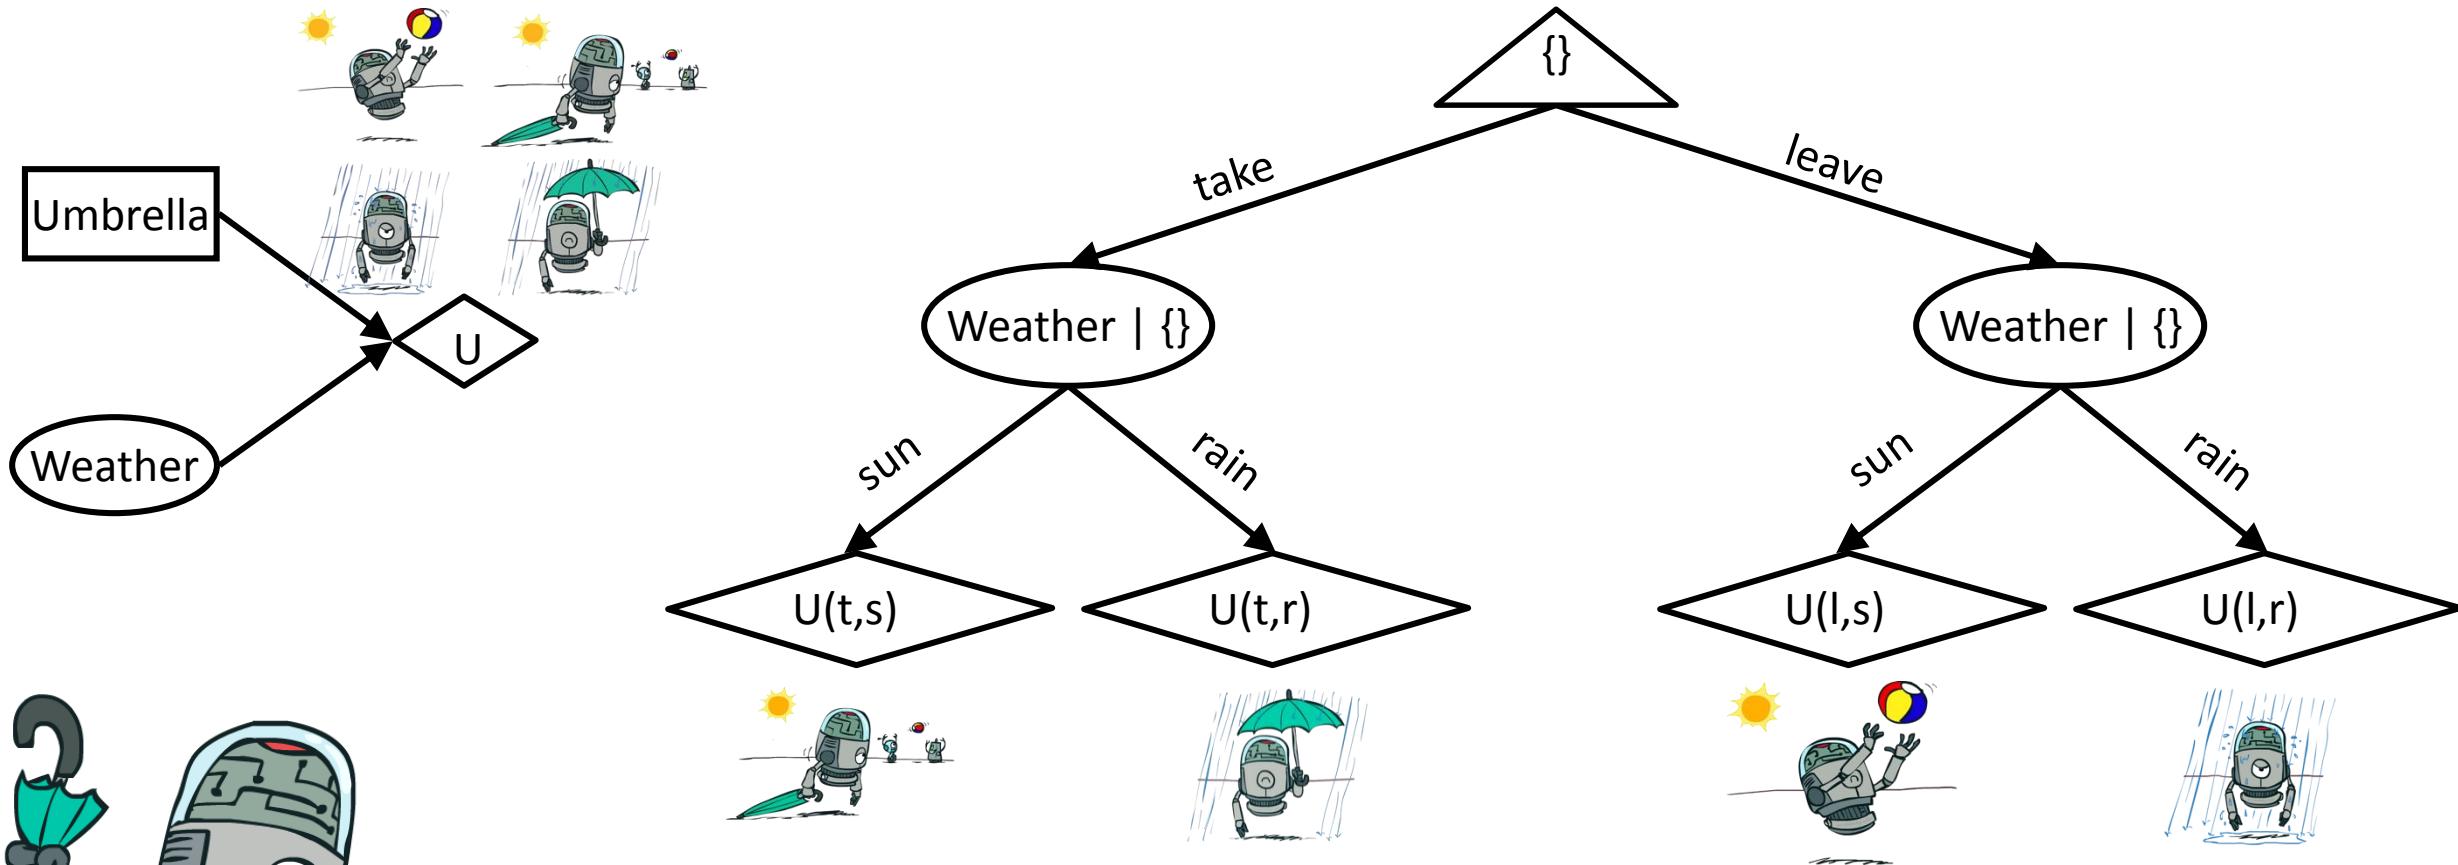 Umbrella
U
Weather
{}
take
leave
Weather | {}
Weather | {}
sun
rain
sun
rain
U(t,s)
U(t,r)
U(l,s)
U(l,r)